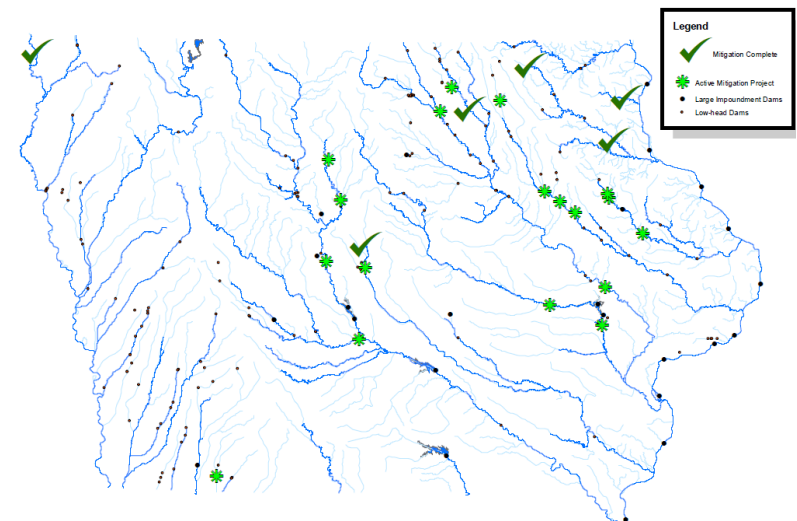 Legend
Mitigation Complete
Active Mitigation Project
Large Impoundment Dams
Low-head Dams